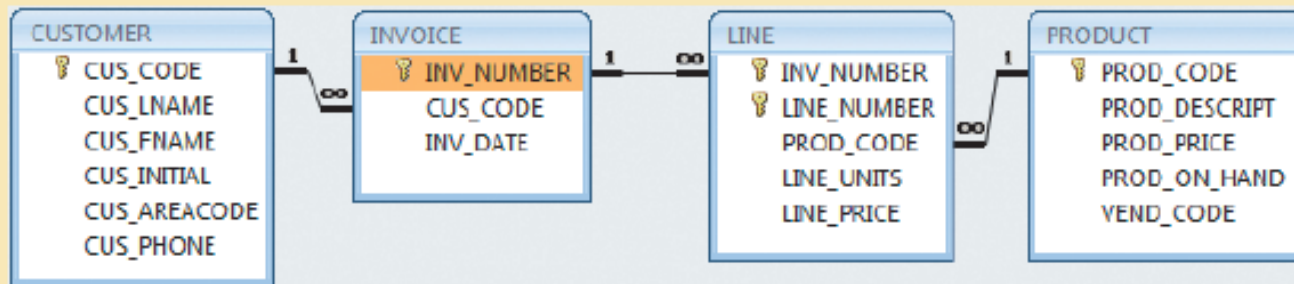 CUSTOMER
CUS_CODE
CUS_LNAME
CUS_FNAME
CUS_INITIAL
CUS_AREACODE
CUS_PHONE
1
∞
INVOICE
INV_NUMBER
CUS_CODE
INV_DATE
1
∞
LINE
INV_NUMBER
LINE_NUMBER
PROD_CODE
LINE_UNITS
LINE_PRICE
∞
1
PRODUCT
PROD_CODE
PROD_DESCRIPT
PROD_PRICE
PROD_ON_HAND
VEND_CODE